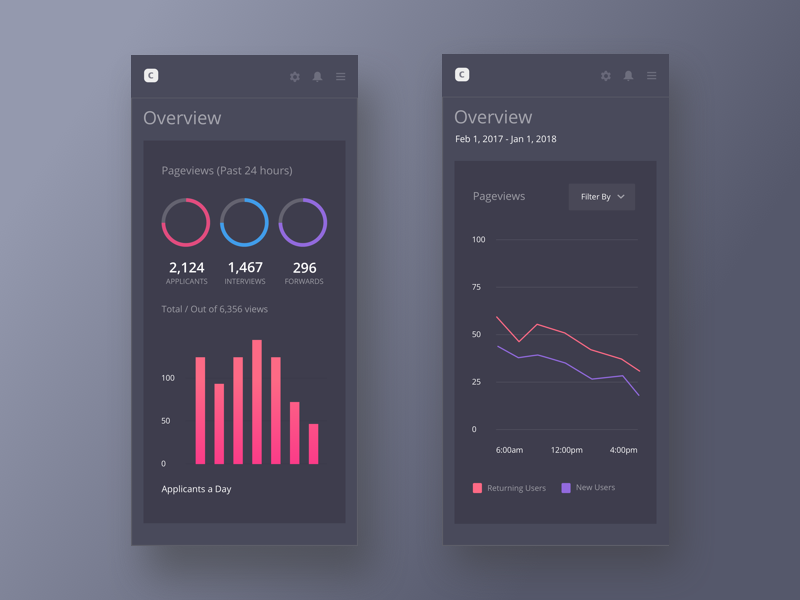 C
Overview
Pageviews (Past 24 hours)
2,124 1,467 296
APPLICANTS INTERVIEWS FORWARDS
Total / Out of 6,356 views
100
50
0
Applicants a Day
C
Overview
Feb 1, 2017 - Jan 1, 2018
Pageviews Filter By
100
75
50
25
0
6:00am 12:00pm 4:00pm
Returning Users New Users